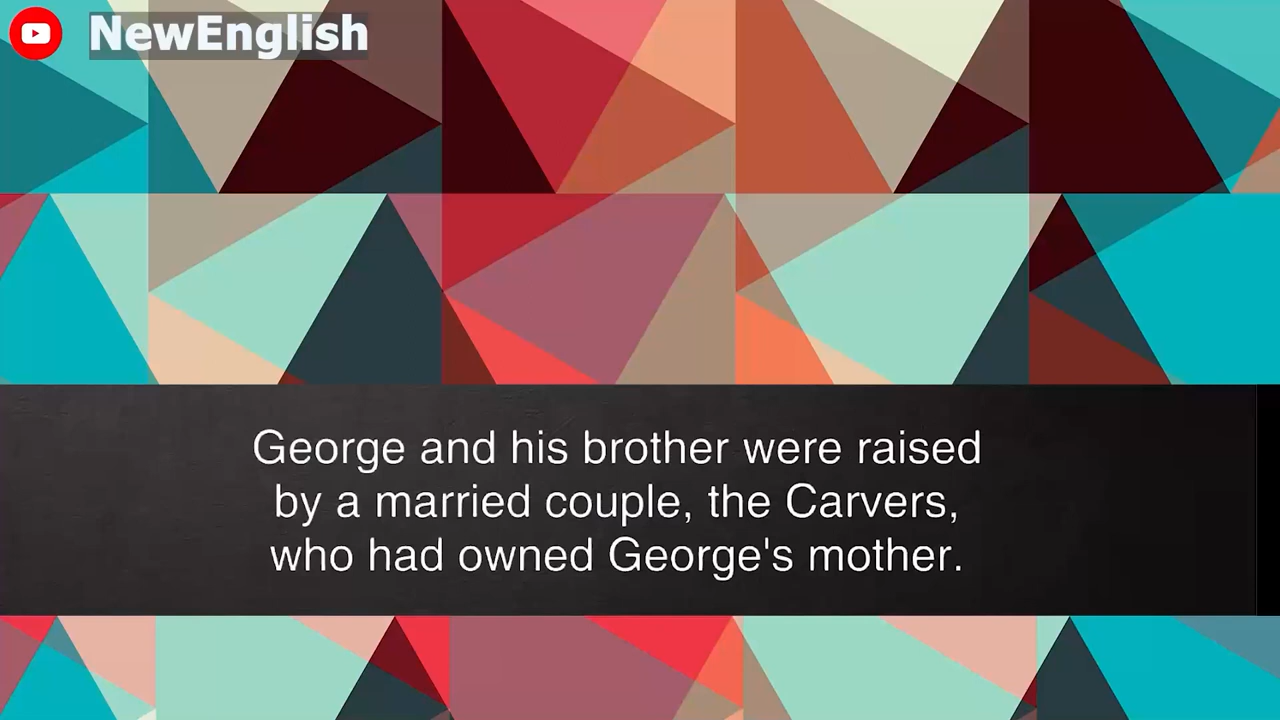 NewEnglish
George and his brother were raised
by a married couple, the Carvers,
who had owned George's mother.